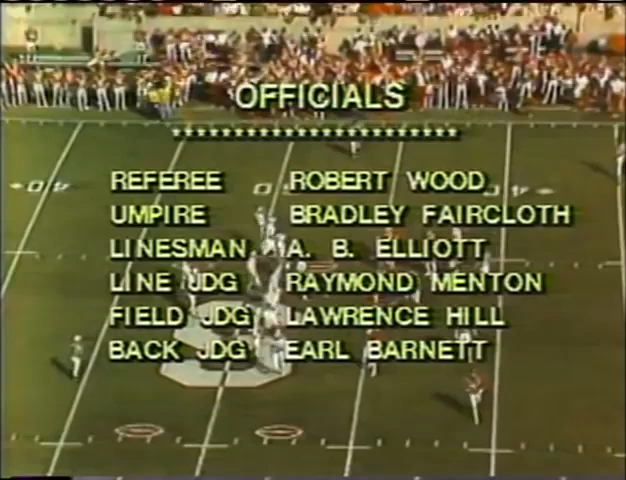 OFFICIALS
********************
REFEREE ROBERT WOOD
UMPIRE BRADLEY FAIRCLOTH
LINESMAN A. B. ELLIOTT
LINE JDG RAYMOND MENTON
FIELD JDG LAWRENCE HILL
BACK JDG EARL BARNETT